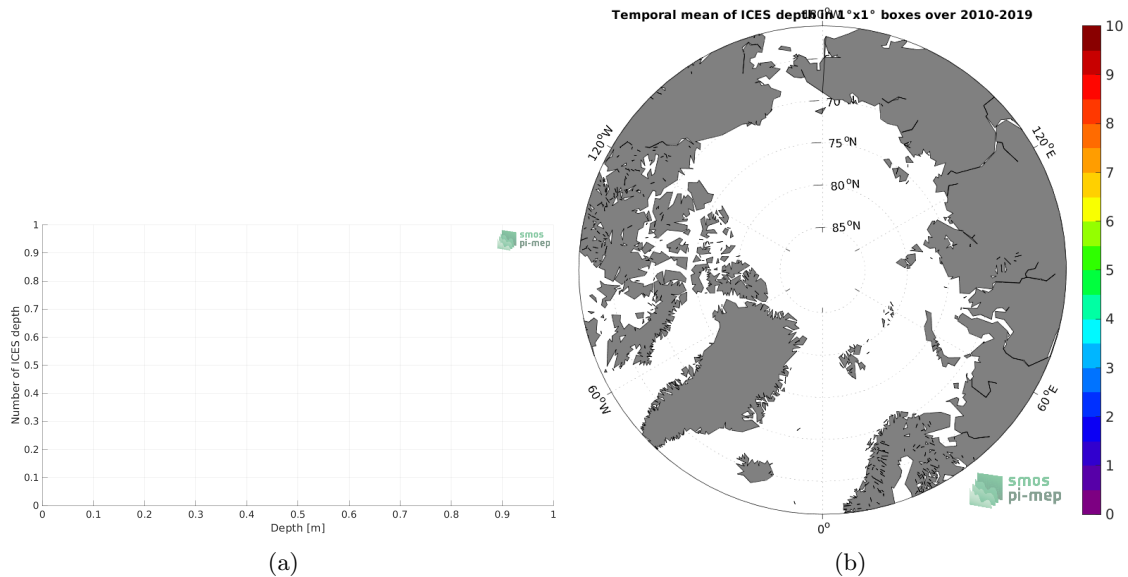 Temporal mean of ICES depth in 1°x1° boxes over 2010-2019
180°W
120°W
120°E
60°W
60°E
0°
75°N
80°N
85°N
70
10
9
8
7
6
5
4
3
2
1
0
smos
pi-mep
1
0.9
0.8
0.7
0.6
0.5
0.4
0.3
0.2
0.1
0
Number of ICES depth
0 0.1 0.2 0.3 0.4 0.5 0.6 0.7 0.8 0.9 1
Depth [m]
smos
pi-mep
(a) (b)